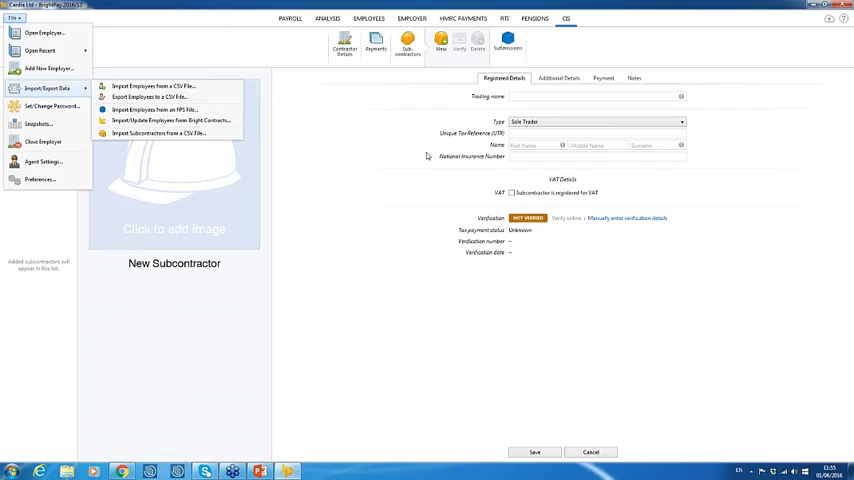 Cardia Ltd - BrightPay 2016/17
File
PAYROLL ANALYSIS EMPLOYEES EMPLOYER HMRC PAYMENTS RTI PENSIONS CIS
Open Employer...
Open Recent
Add New Employer...
Import/Export Data
Set/Change Password...
Snapshots...
Close Employer
Agent Settings...
Preferences...
Import Employees from a CSV File...
Export Employees to a CSV File...
Import Employees from an FPS File...
Import/Update Employees from Bright Contracts...
Import Subcontractors from a CSV File...
Contractor Details
Payments
Sub-contractors
New
Verify
Delete
Submissions
Click to add image
New Subcontractor
Added subcontractors will
appear in this list.
Registered Details Additional Details Payment Notes
Trading name
Type Sole Trader
Unique Tax Reference (UTR)
Name First Name Middle Name Surname
National Insurance Number
VAT Details
VAT Subcontractor is registered for VAT
Verification NOT VERIFIED Verify online - Manually enter verification details
Tax payment status Unknown
Verification number -
Verification date -
Save Cancel
EN
11:55
01/06/2016